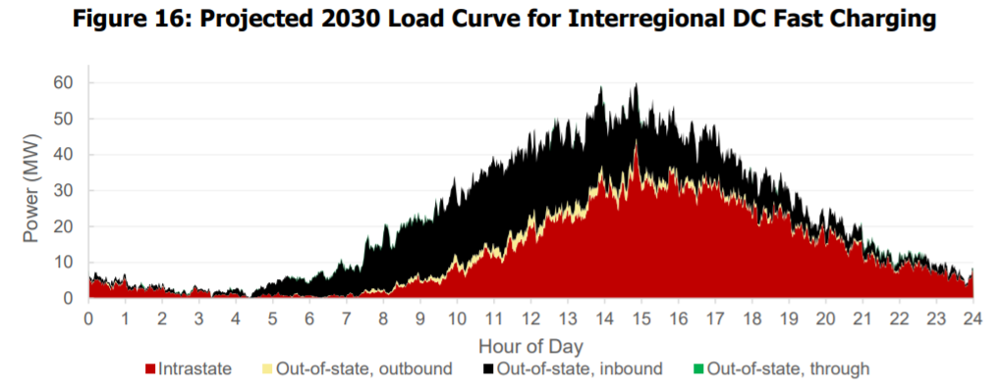 Figure 16: Projected 2030 Load Curve for Interregional DC Fast Charging
Power (MW)
60
50
40
30
20
10
0
0 1 2 3 4 5 6 7 8 9 10 11 12 13 14 15 16 17 18 19 20 21 22 23 24
Hour of Day
Intrastate Out-of-state, outbound Out-of-state, inbound Out-of-state, through